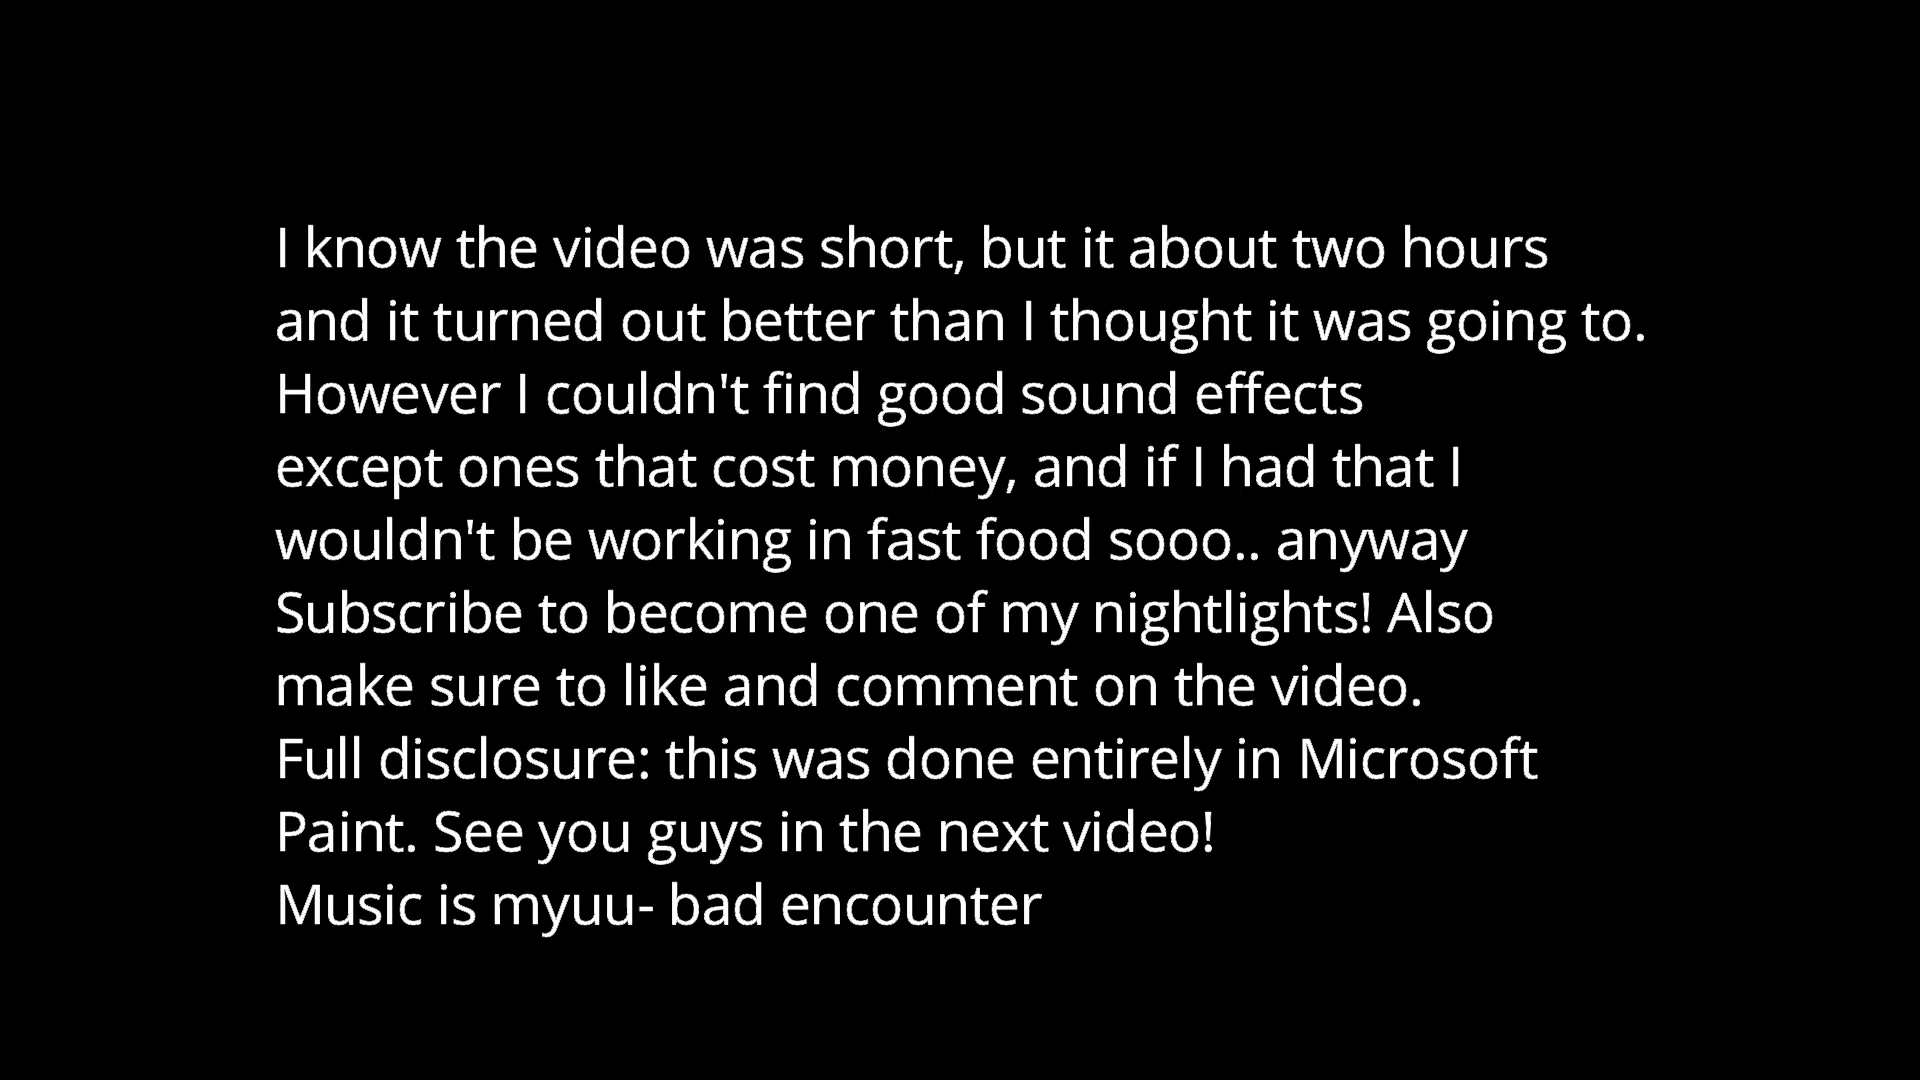 I know the video was short, but it about two hours
and it turned out better than I thought it was going to.
However I couldn't find good sound effects
except ones that cost money, and if I had that I
wouldn't be working in fast food sooo.. anyway
Subscribe to become one of my nightlights! Also
make sure to like and comment on the video.
Full disclosure: this was done entirely in Microsoft
Paint. See you guys in the next video!
Music is myuu- bad encounter